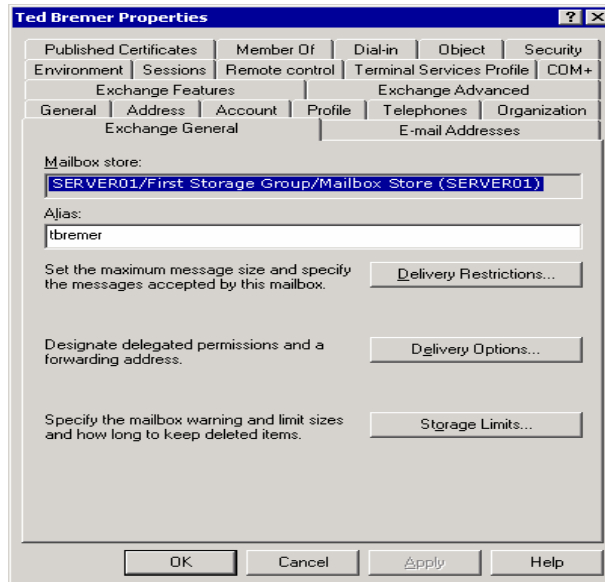 Ted Bremer Properties
Published Certificates Member Of Dial-in Object Security
Environment Sessions Remote control Terminal Services Profile COM+
Exchange Features Exchange Advanced
General Address Account Profile Telephones Organization
Exchange General E-mail Addresses
Mailbox store:
SERVER01/First Storage Group/Mailbox Store (SERVER01)
Alias:
tbremer
Set the maximum message size and specify
the messages accepted by this mailbox.
Delivery Restrictions...
Designate delegated permissions and a
forwarding address.
Delivery Options...
Specify the mailbox warning and limit sizes
and how long to keep deleted items.
Storage Limits...
OK Cancel Apply Help